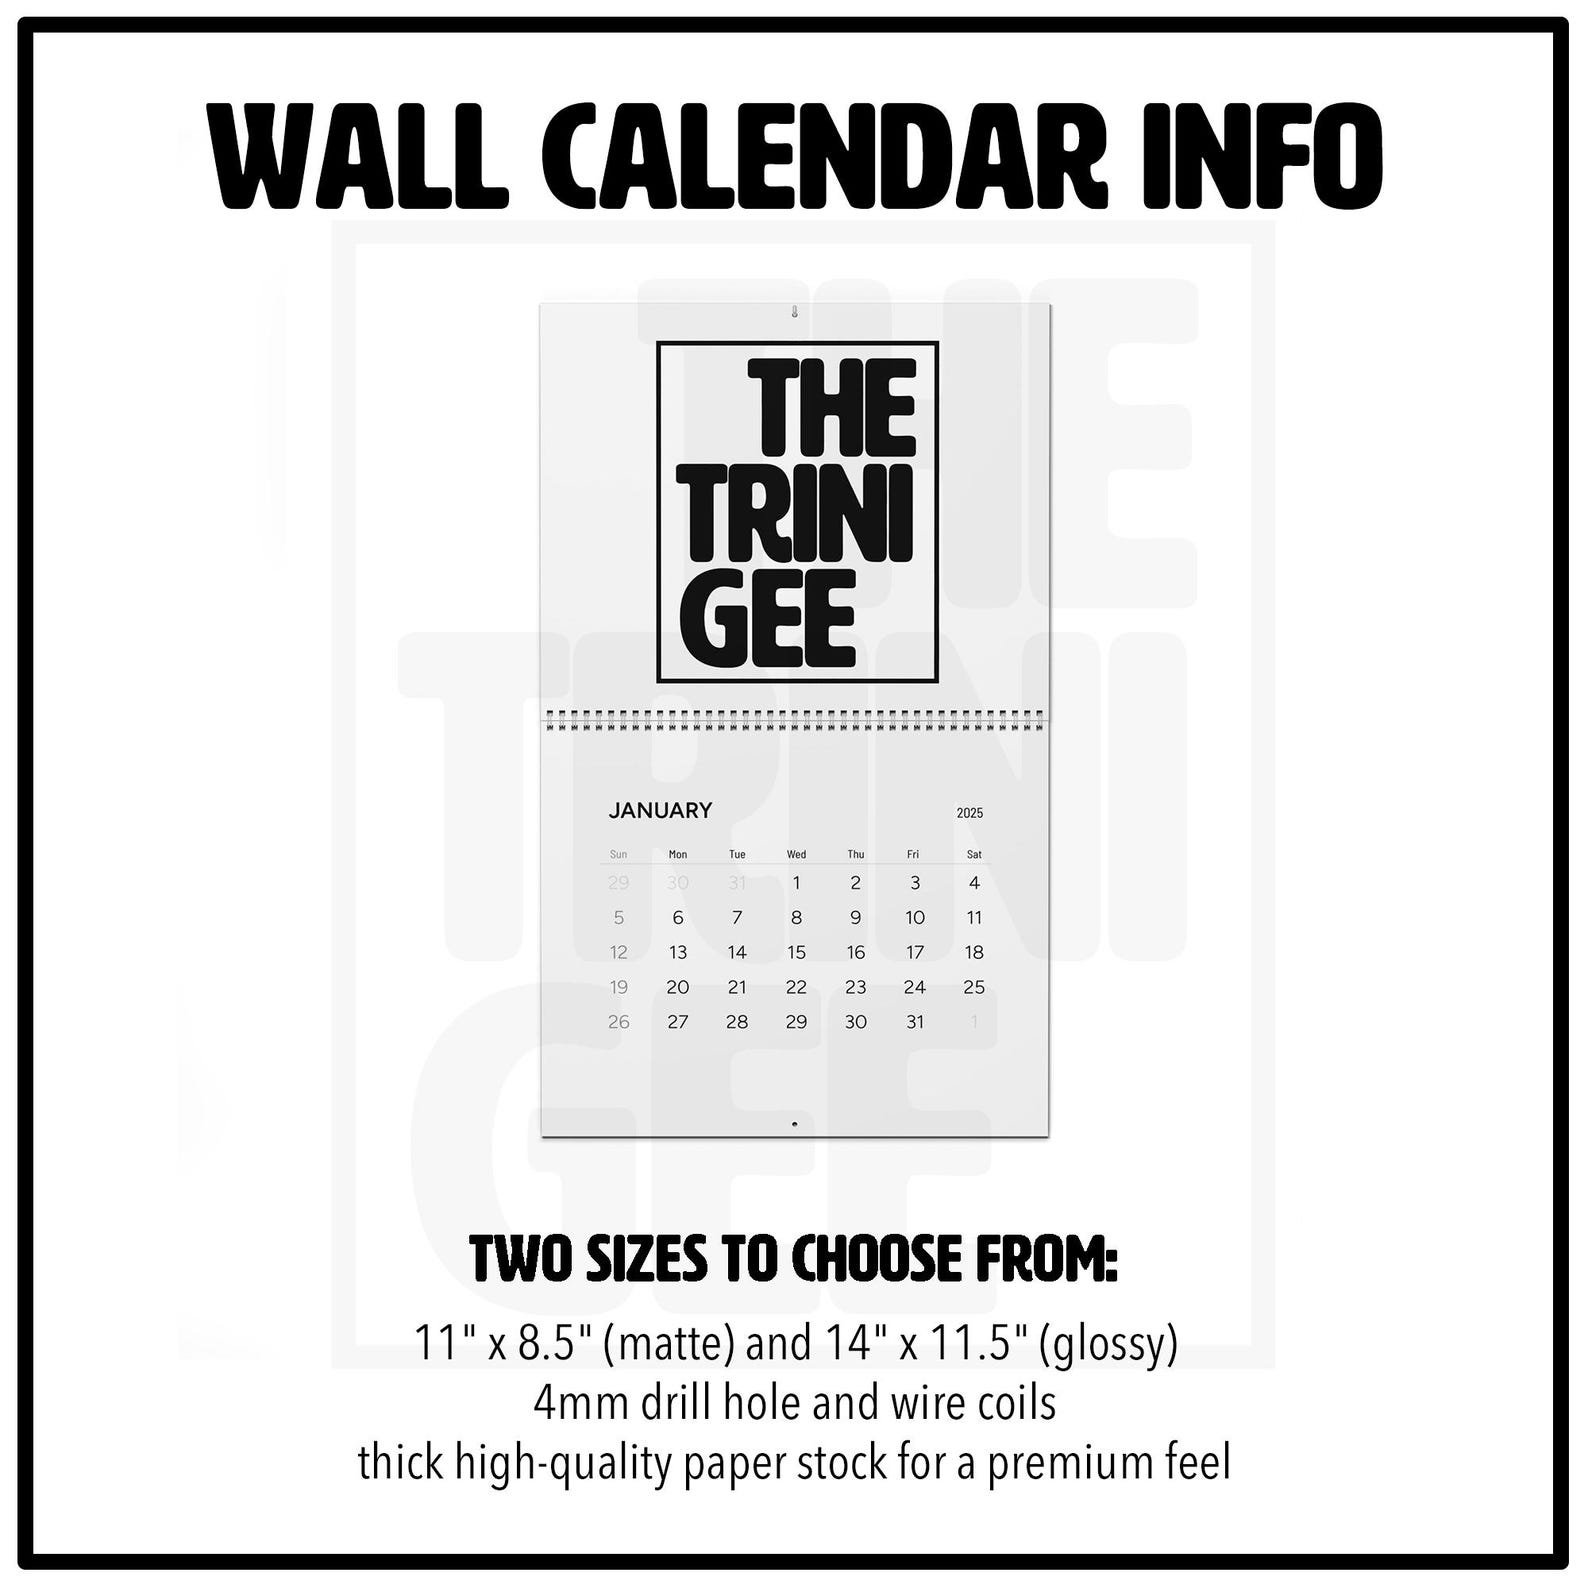 WALL CALENDAR INFO
THE
TRINI
GEE
JANUARY 2025
Sun Mon Tue Wed Thu Fri Sat
29 30 31 1 2 3 4
5 6 7 8 9 10 11
12 13 14 15 16 17 18
19 20 21 22 23 24 25
26 27 28 29 30 31 1
THE
TRINI
GEE
TWO SIZES TO CHOOSE FROM:
11" x 8.5" (matte) and 14" x 11.5" (glossy)
4mm drill hole and wire coils
thick high-quality paper stock for a premium feel